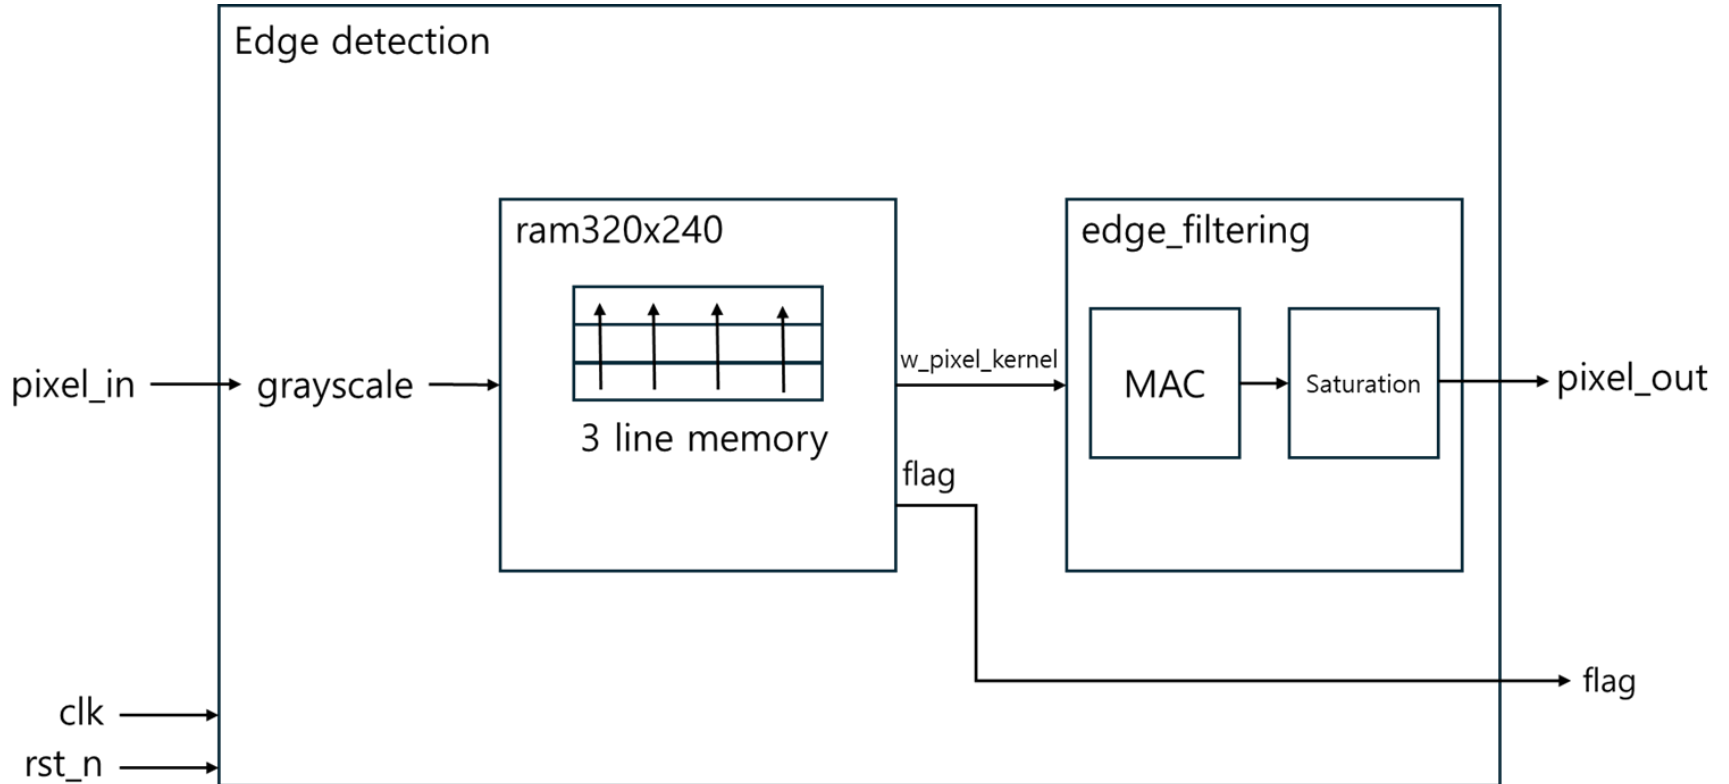 Edge detection
ram320x240
edge_filtering
w_pixel_kernel
pixel_in
grayscale
MAC
Saturation
pixel_out
3 line memory
flag
flag
clk
rst_n